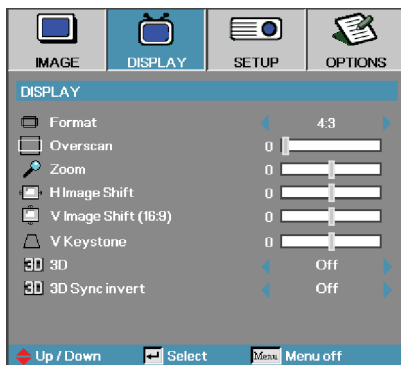 IMAGE DISPLAY SETUP OPTIONS
DISPLAY
Format 4:3
Overscan 0
Zoom 0
H Image Shift 0
V Image Shift (16:9) 0
V Keystone 0
3D 3D Off
3D 3D Sync invert Off
Up / Down Select Menu Menu off